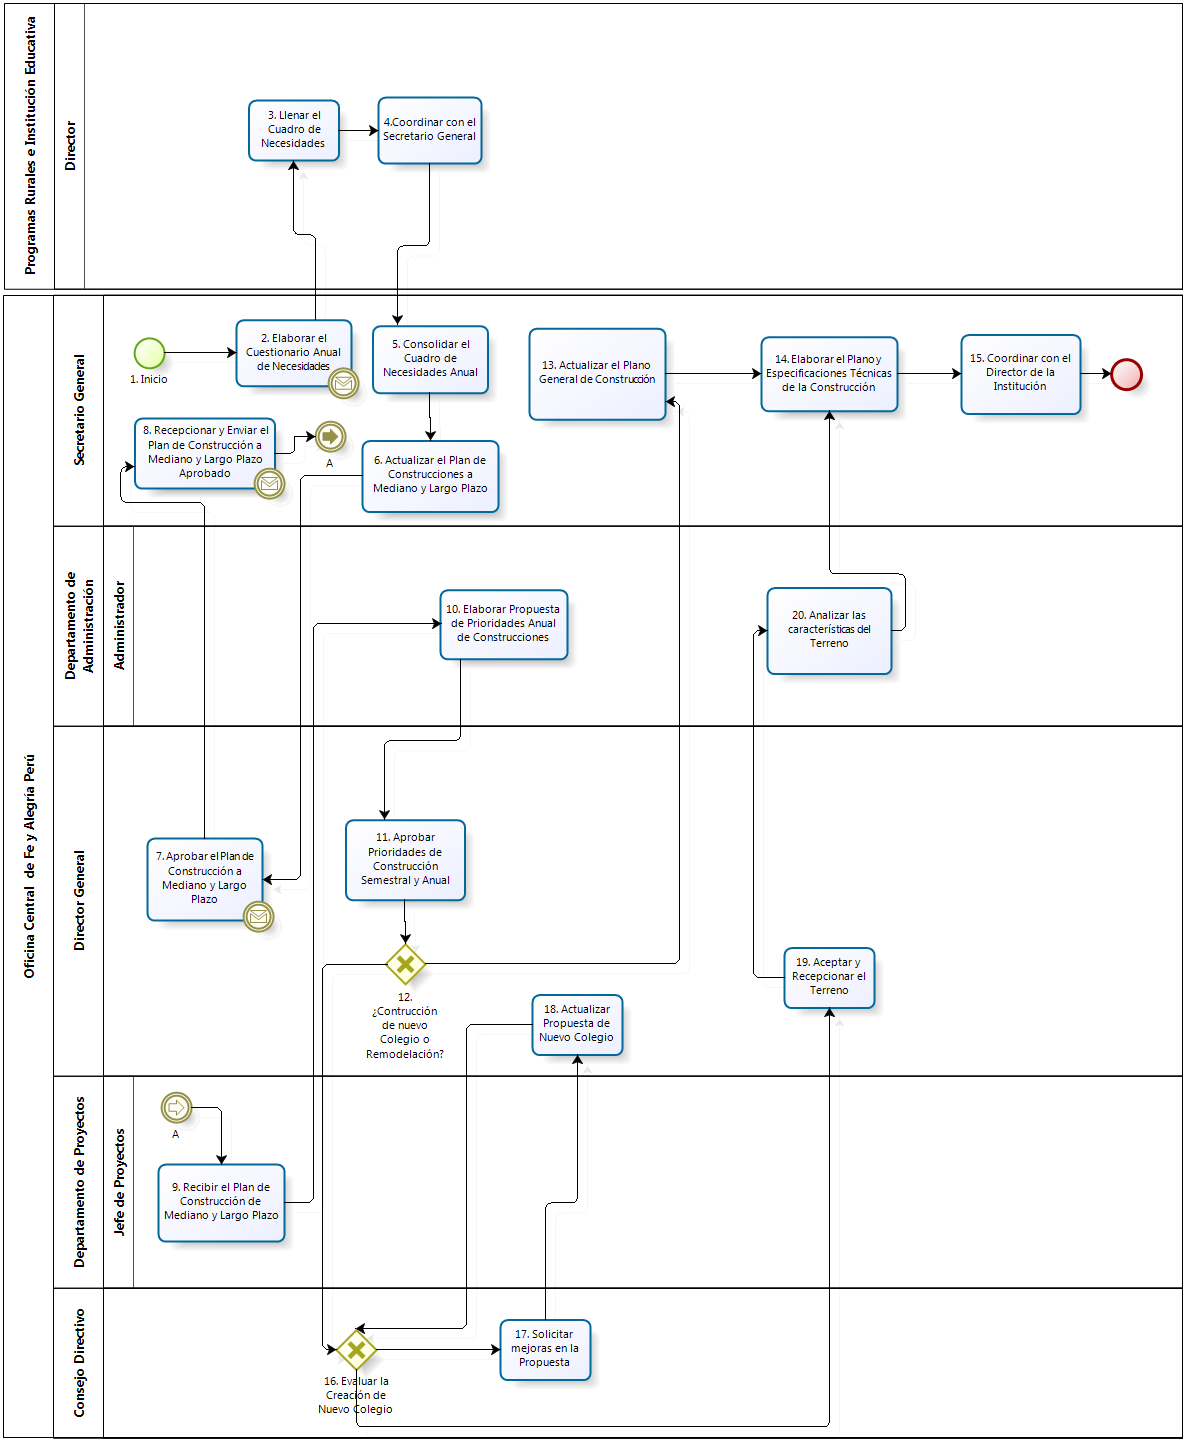 Programas Rurales e Institución Educativa
Director
3. Llenar el
Cuadro de
Necesidades
4.Coordinar con el
Secretario General
Oficina Central  de Fe y Alegría Perú
Secretario General
1. Inicio
2. Elaborar el
Cuestionario Anual
de Necesidades
5. Consolidar el
Cuadro de
Necesidades Anual
13. Actualizar el Plano
General de Construcción
14. Elaborar el Plano y
Especificaciones Técnicas
de la Construcción
15. Coordinar con el
Director de la
Institución
8. Recepcionar y Enviar el
Plan de Construcción a
Mediano y Largo Plazo
Aprobado
A
6. Actualizar el Plan de
Construcciones a
Mediano y Largo Plazo
Departamento de
Administración
Administrador
10. Elaborar Propuesta
de Prioridades Anual
de Construcciones
20. Analizar las
características del
Terreno
Director General
7. Aprobar el Plan de
Construcción a
Mediano y Largo
Plazo
11. Aprobar
Prioridades de
Construcción
Semestral y Anual
12.
¿Contrucción
de nuevo
Colegio o
Remodelación?
18. Actualizar
Propuesta de
Nuevo Colegio
19. Aceptar y
Recepcionar el
Terreno
Departamento de Proyectos
Jefe de Proyectos
A
9. Recibir el Plan de
Construcción de
Mediano y Largo Plazo
Consejo Directivo
16. Evaluar la
Creación de
Nuevo Colegio
17. Solicitar
mejoras en la
Propuesta